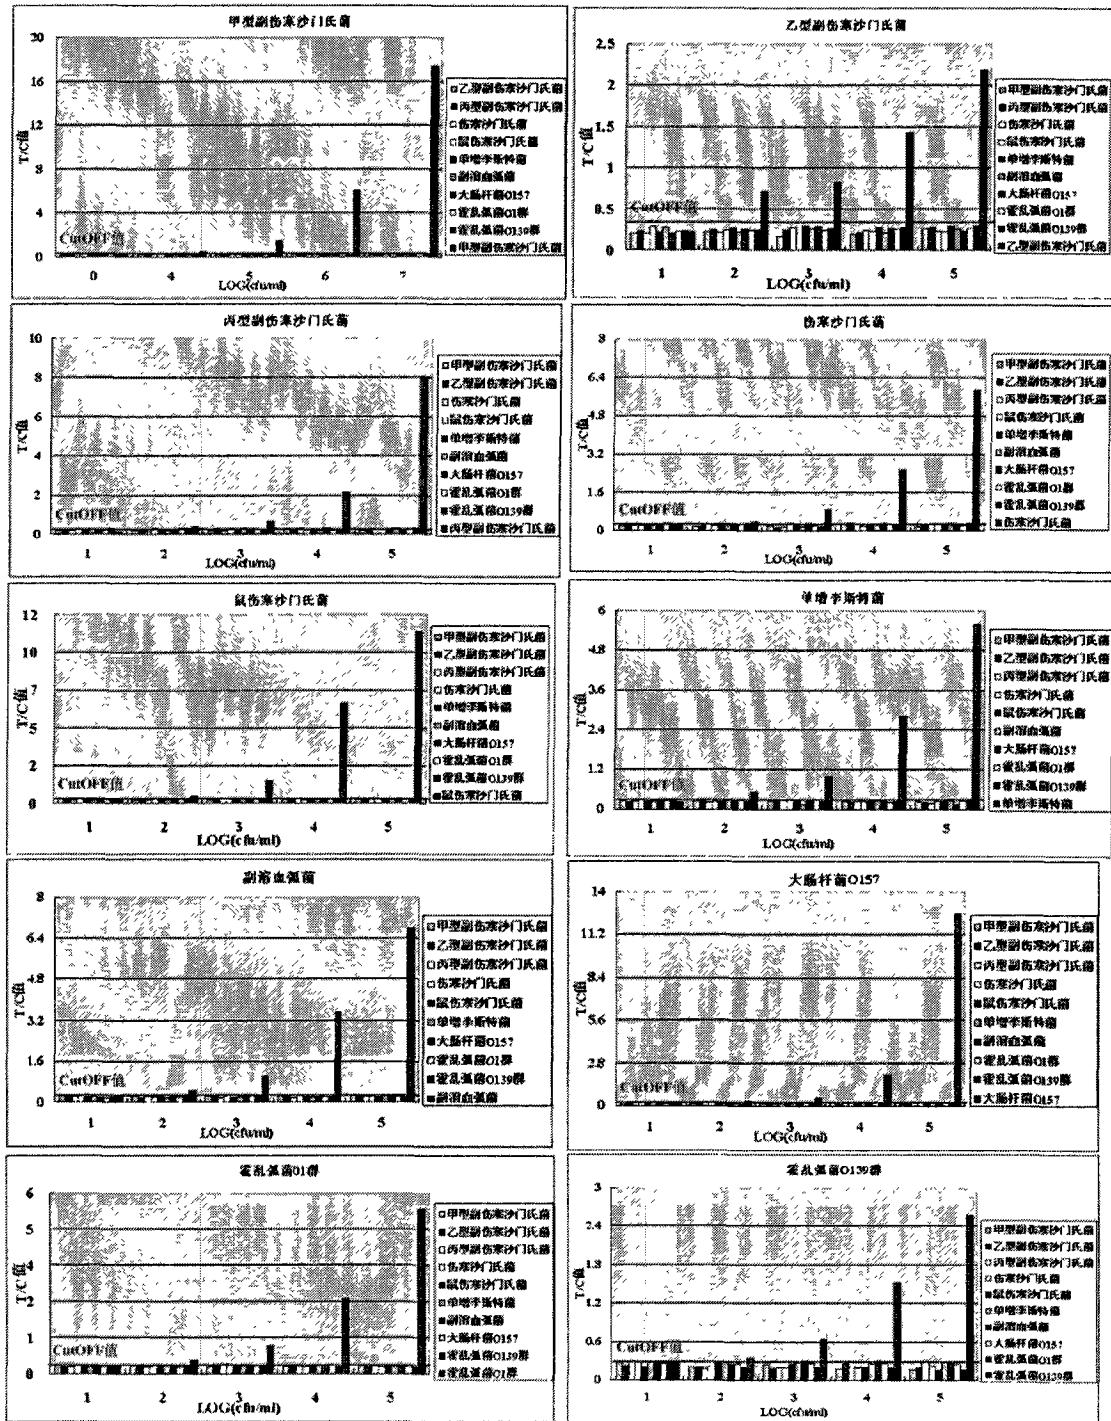 甲型副伤寒沙门氏菌
20
16
12
8
4
0
T/C值
CutOFF值
0 4 5 6 7
LOG(cfu/ml)
乙型副伤寒沙门氏菌
丙型副伤寒沙门氏菌
伤寒沙门氏菌
鼠伤寒沙门氏菌
单增李斯特菌
副溶血弧菌
大肠杆菌O157
霍乱弧菌O1群
霍乱弧菌O139群
甲型副伤寒沙门氏菌
乙型副伤寒沙门氏菌
2.5
2
1.5
1
0.5
0
T/C值
CutOFF值
1 2 3 4 5
LOG(cfu/ml)
甲型副伤寒沙门氏菌
丙型副伤寒沙门氏菌
伤寒沙门氏菌
鼠伤寒沙门氏菌
单增李斯特菌
副溶血弧菌
大肠杆菌O157
霍乱弧菌O1群
霍乱弧菌O139群
乙型副伤寒沙门氏菌
丙型副伤寒沙门氏菌
10
8
6
4
2
0
T/C值
CutOFF值
1 2 3 4 5
LOG(cfu/ml)
甲型副伤寒沙门氏菌
乙型副伤寒沙门氏菌
伤寒沙门氏菌
鼠伤寒沙门氏菌
单增李斯特菌
副溶血弧菌
大肠杆菌O157
霍乱弧菌O1群
霍乱弧菌O139群
丙型副伤寒沙门氏菌
伤寒沙门氏菌
8
6.4
4.8
3.2
1.6
0
T/C值
CutOFF值
1 2 3 4 5
LOG(cfu/ml)
甲型副伤寒沙门氏菌
乙型副伤寒沙门氏菌
丙型副伤寒沙门氏菌
鼠伤寒沙门氏菌
单增李斯特菌
副溶血弧菌
大肠杆菌O157
霍乱弧菌O1群
霍乱弧菌O139群
伤寒沙门氏菌
鼠伤寒沙门氏菌
12
10
7
5
2
0
T/C值
CutOFF值
1 2 3 4 5
LOG(cfu/ml)
甲型副伤寒沙门氏菌
乙型副伤寒沙门氏菌
丙型副伤寒沙门氏菌
伤寒沙门氏菌
单增李斯特菌
副溶血弧菌
大肠杆菌O157
霍乱弧菌O1群
霍乱弧菌O139群
鼠伤寒沙门氏菌
单增李斯特菌
6
4.8
3.6
2.4
1.2
0
T/C值
CutOFF值
1 2 3 4 5
LOG(cfu/ml)
甲型副伤寒沙门氏菌
乙型副伤寒沙门氏菌
丙型副伤寒沙门氏菌
伤寒沙门氏菌
鼠伤寒沙门氏菌
副溶血弧菌
大肠杆菌O157
霍乱弧菌O1群
霍乱弧菌O139群
单增李斯特菌
副溶血弧菌
8
6.4
4.8
3.2
1.6
0
T/C值
CutOFF值
1 2 3 4 5
LOG(cfu/ml)
甲型副伤寒沙门氏菌
乙型副伤寒沙门氏菌
丙型副伤寒沙门氏菌
伤寒沙门氏菌
鼠伤寒沙门氏菌
单增李斯特菌
大肠杆菌O157
霍乱弧菌O1群
霍乱弧菌O139群
副溶血弧菌
大肠杆菌O157
14
11.2
8.4
5.6
2.8
0
T/C值
CutOFF值
1 2 3 4 5
LOG(cfu/ml)
甲型副伤寒沙门氏菌
乙型副伤寒沙门氏菌
丙型副伤寒沙门氏菌
伤寒沙门氏菌
鼠伤寒沙门氏菌
单增李斯特菌
副溶血弧菌
霍乱弧菌O1群
霍乱弧菌O139群
大肠杆菌O157
霍乱弧菌O1群
6
5
4
2
1
0
T/C值
CutOFF值
1 2 3 4 5
LOG(cfu/ml)
甲型副伤寒沙门氏菌
乙型副伤寒沙门氏菌
丙型副伤寒沙门氏菌
伤寒沙门氏菌
鼠伤寒沙门氏菌
单增李斯特菌
副溶血弧菌
大肠杆菌O157
霍乱弧菌O139群
霍乱弧菌O1群
霍乱弧菌O139群
3
2.4
1.8
1.2
0.6
0
T/C值
CutOFF值
1 2 3 4 5
LOG(cfu/ml)
甲型副伤寒沙门氏菌
乙型副伤寒沙门氏菌
丙型副伤寒沙门氏菌
伤寒沙门氏菌
鼠伤寒沙门氏菌
单增李斯特菌
副溶血弧菌
大肠杆菌O157
霍乱弧菌O1群
霍乱弧菌O139群